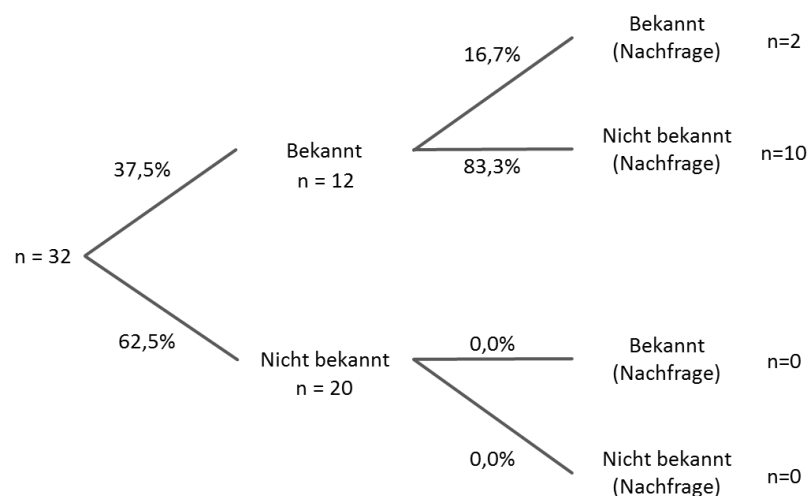 Bekannt
(Nachfrage)
n=2
16,7%
Nicht bekannt
(Nachfrage)
n=10
83,3%
37,5%
Bekannt
n = 12
n = 32
62,5%
Nicht bekannt
n = 20
0,0%
Bekannt
(Nachfrage)
n=0
0,0%
Nicht bekannt
(Nachfrage)
n=0